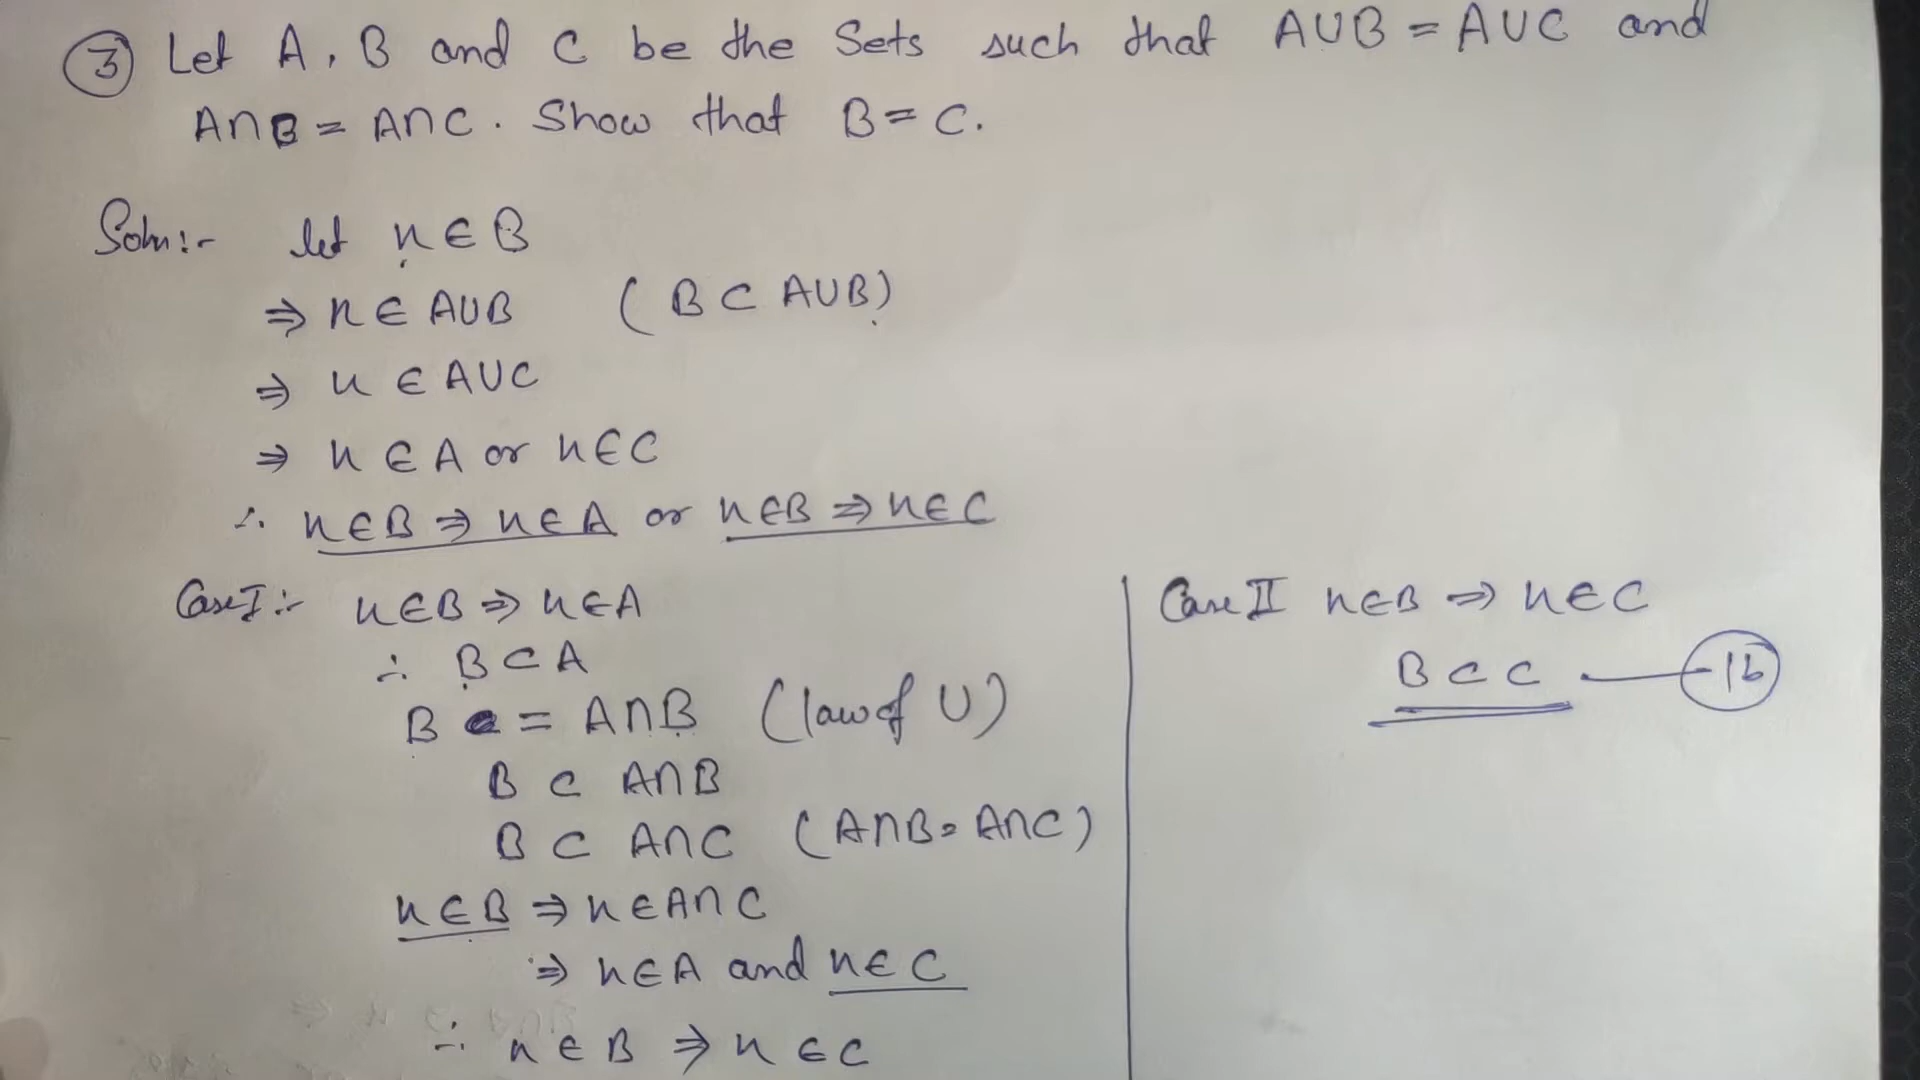 ③ Let A, B and C be the Sets such that A∪B = A∪C and
A∩B = A∩C. Show that B = C.
Soln:- let x ∈ B
⇒ x ∈ A∪B (B ⊂ A∪B)
⇒ x ∈ A∪C
⇒ x ∈ A or x ∈ C
∴ x∈B ⇒ x∈A or x∈B ⇒ x∈C
Case I:- x∈B ⇒ x∈A
∴ B ⊂ A
B = A∩B (law of U)
B ⊂ A∩B
B ⊂ A∩C (A∩B = A∩C)
x∈B ⇒ x∈A∩C
⇒ x∈A and x∈C
∴ x∈B ⇒ x∈C
Case II x∈B ⇒ x∈C
B ⊂ C — 1b